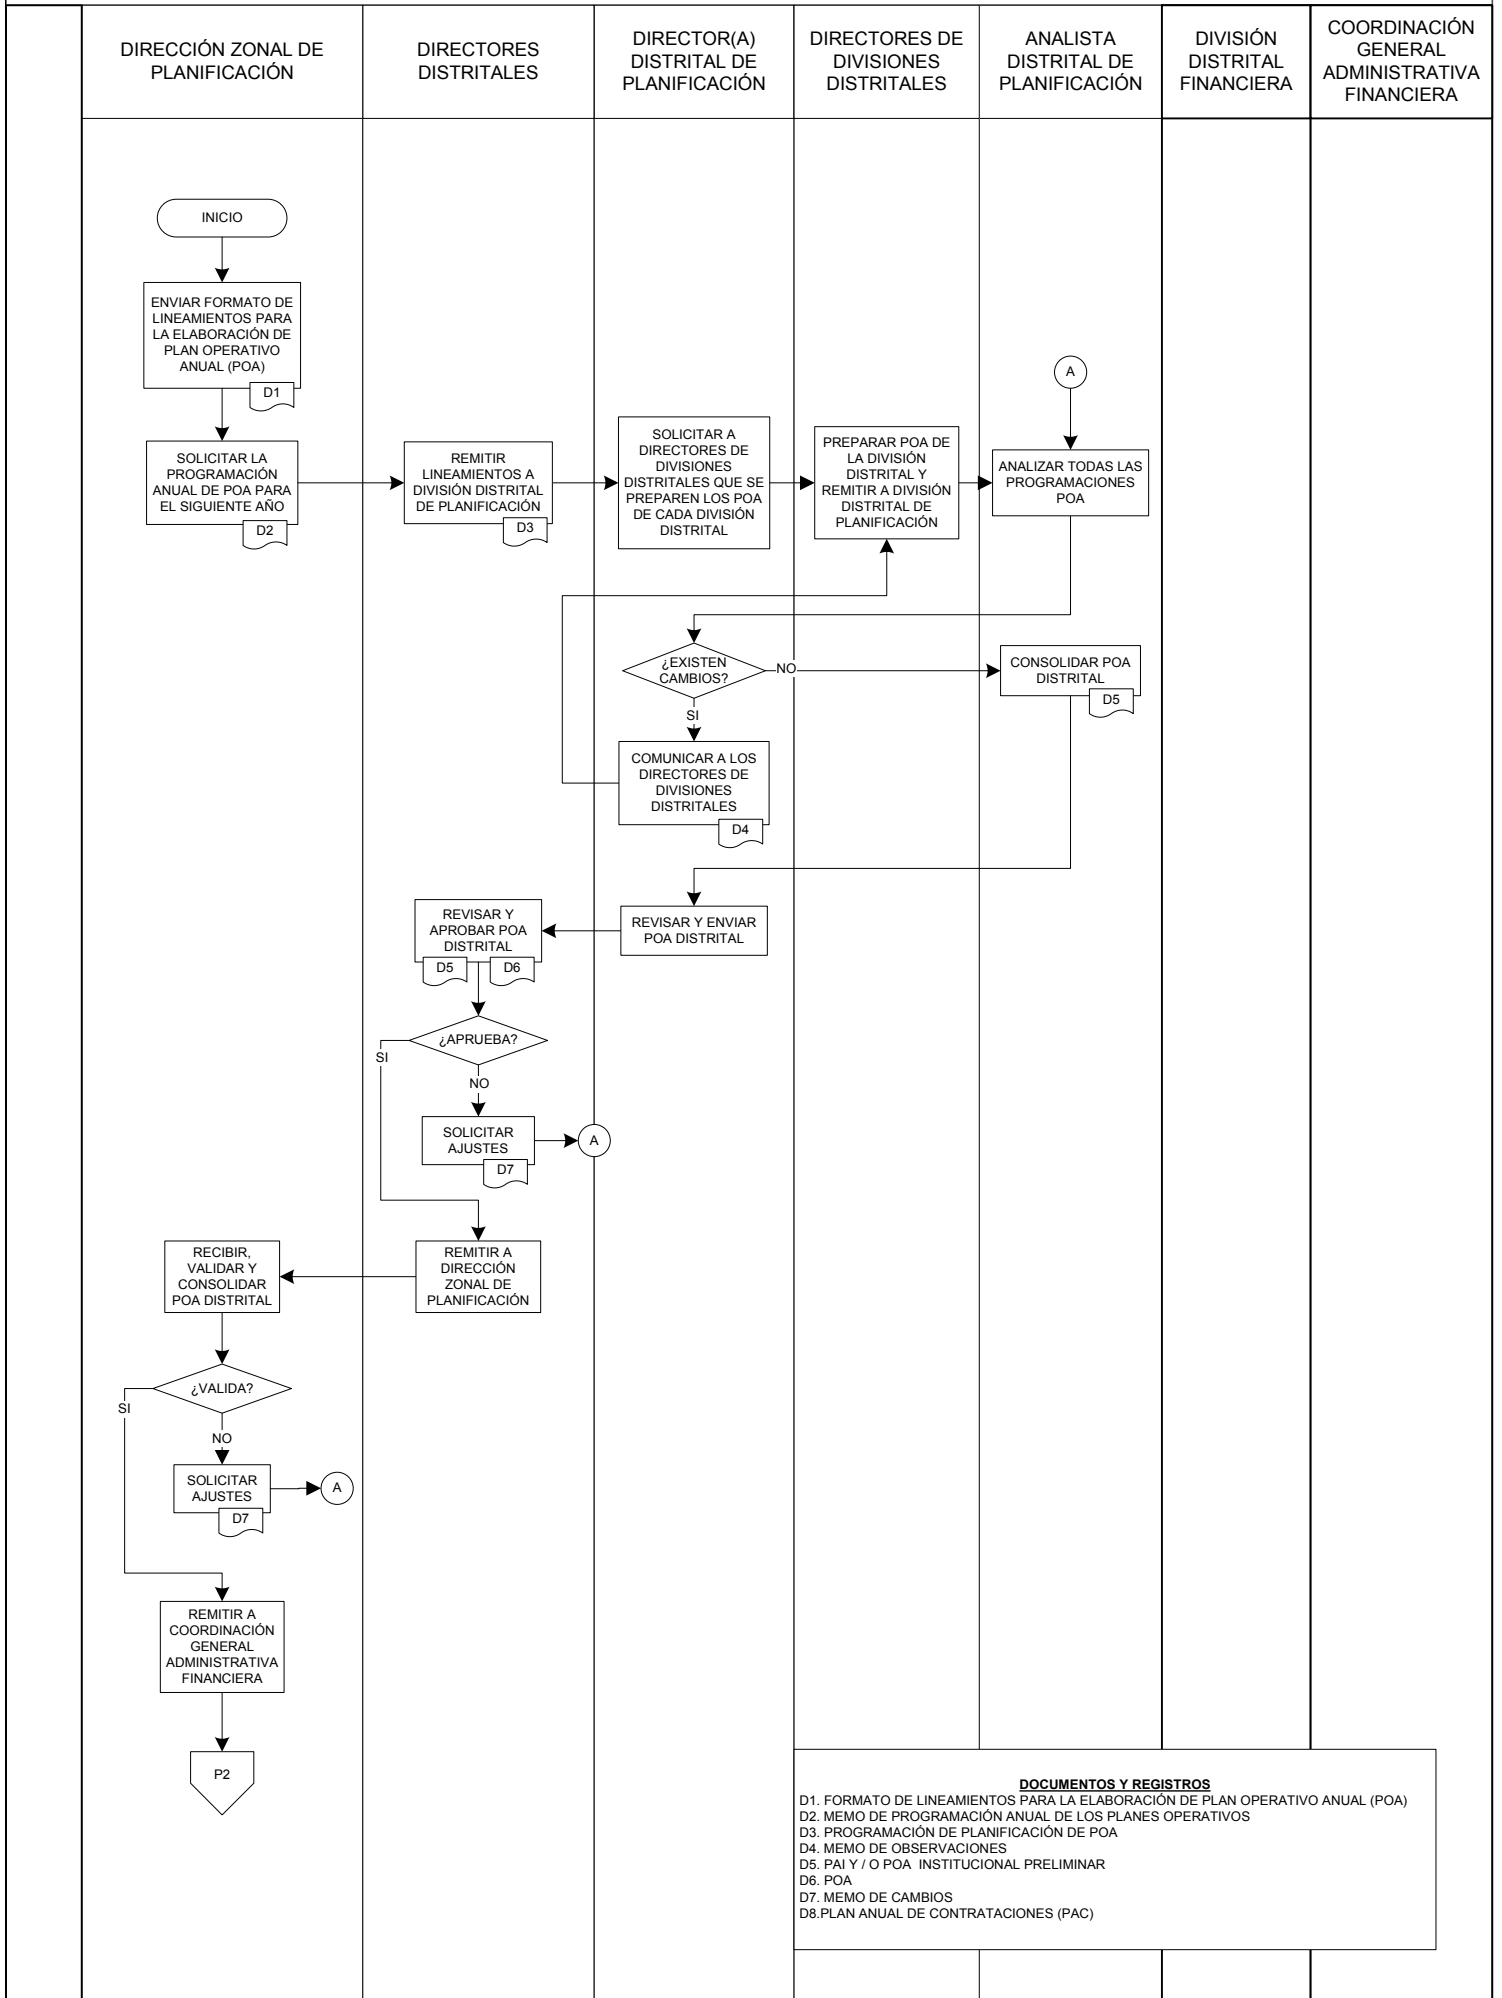 DIRECCIÓN ZONAL DE
PLANIFICACIÓN
DIRECTORES
DISTRITALES
DIRECTOR(A)
DISTRITAL DE
PLANIFICACIÓN
DIRECTORES DE
DIVISIONES
DISTRITALES
ANALISTA
DISTRITAL DE
PLANIFICACIÓN
DIVISIÓN
DISTRITAL
FINANCIERA
COORDINACIÓN
GENERAL
ADMINISTRATIVA
FINANCIERA
INICIO
ENVIAR FORMATO DE
LINEAMIENTOS PARA
LA ELABORACIÓN DE
PLAN OPERATIVO
ANUAL (POA)
D1
A
SOLICITAR LA
PROGRAMACIÓN
ANUAL DE POA PARA
EL SIGUIENTE AÑO
D2
REMITIR
LINEAMIENTOS A
DIVISIÓN DISTRITAL
DE PLANIFICACIÓN
D3
SOLICITAR A
DIRECTORES DE
DIVISIONES
DISTRITALES QUE SE
PREPAREN LOS POA
DE CADA DIVISIÓN
DISTRITAL
PREPARAR POA DE
LA DIVISIÓN
DISTRITAL Y
REMITIR A DIVISIÓN
DISTRITAL DE
PLANIFICACIÓN
ANALIZAR TODAS LAS
PROGRAMACIONES
POA
¿EXISTEN
CAMBIOS?
NO
SI
CONSOLIDAR POA
DISTRITAL
D5
COMUNICAR A LOS
DIRECTORES DE
DIVISIONES
DISTRITALES
D4
REVISAR Y ENVIAR
POA DISTRITAL
REVISAR Y
APROBAR POA
DISTRITAL
D5
D6
¿APRUEBA?
SI
NO
SOLICITAR
AJUSTES
D7
A
REMITIR A
DIRECCIÓN
ZONAL DE
PLANIFICACIÓN
RECIBIR,
VALIDAR Y
CONSOLIDAR
POA DISTRITAL
¿VALIDA?
SI
NO
SOLICITAR
AJUSTES
D7
A
REMITIR A
COORDINACIÓN
GENERAL
ADMINISTRATIVA
FINANCIERA
P2
DOCUMENTOS Y REGISTROS
D1. FORMATO DE LINEAMIENTOS PARA LA ELABORACIÓN DE PLAN OPERATIVO ANUAL (POA)
D2. MEMO DE PROGRAMACIÓN ANUAL DE LOS PLANES OPERATIVOS
D3. PROGRAMACIÓN DE PLANIFICACIÓN DE POA
D4. MEMO DE OBSERVACIONES
D5. PAI Y / O POA INSTITUCIONAL PRELIMINAR
D6. POA
D7. MEMO DE CAMBIOS
D8.PLAN ANUAL DE CONTRATACIONES (PAC)